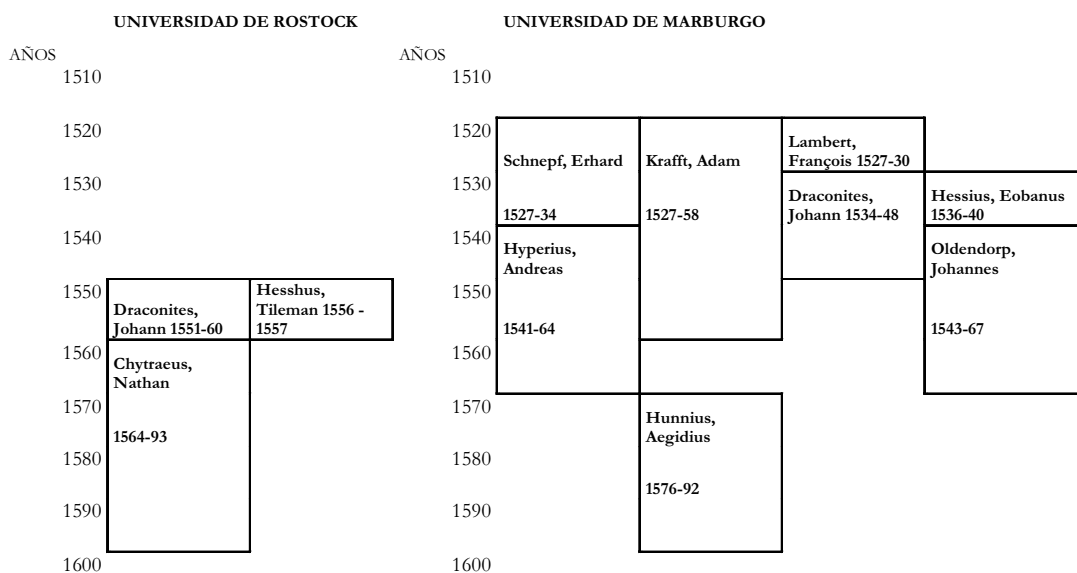 UNIVERSIDAD DE ROSTOCK
AÑOS
1510
1520
1530
1540
1550
1560
1570
1580
1590
1600
Draconites,
Johann 1551-60
Hesshus,
Tileman 1556 -
1557
Chytraeus,
Nathan
1564-93
UNIVERSIDAD DE MARBURGO
AÑOS
1510
1520
1530
1540
1550
1560
1570
1580
1590
1600
Schnepf, Erhard
1527-34
Krafft, Adam
1527-58
Lambert,
François 1527-30
Draconites,
Johann 1534-48
Hessius, Eobanus
1536-40
Hyperius,
Andreas
1541-64
Oldendorp,
Johannes
1543-67
Hunnius,
Aegidius
1576-92